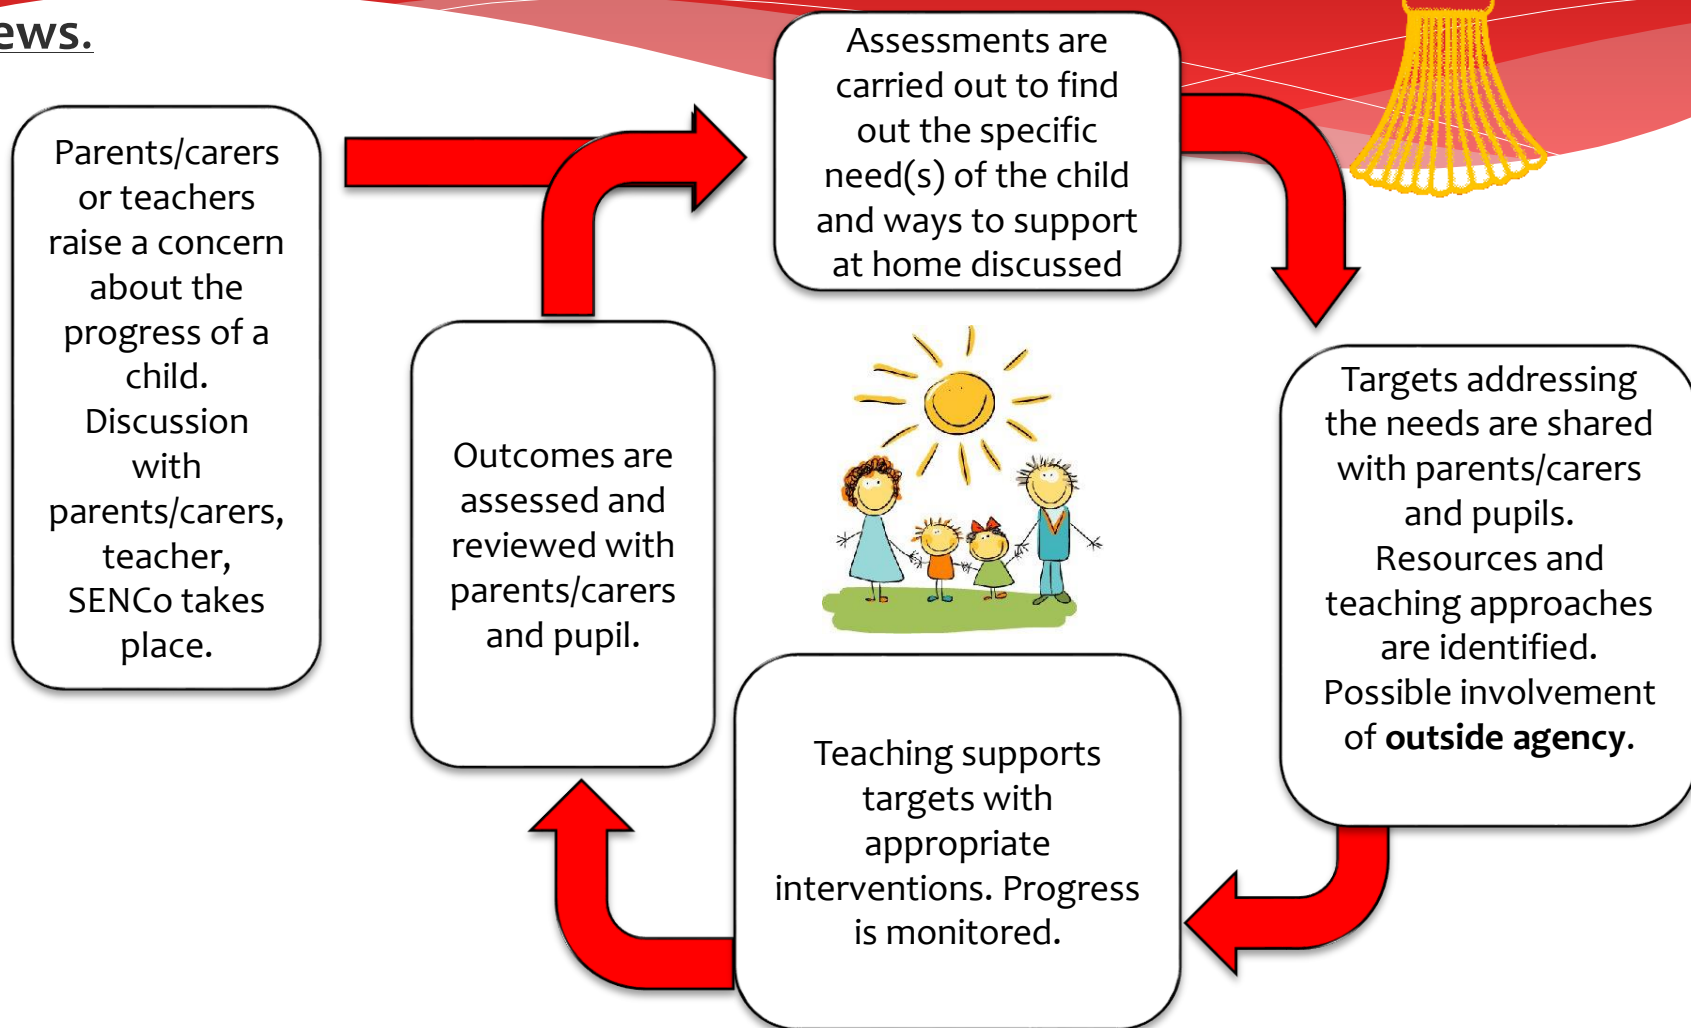 Parents/carers
or teachers
raise a concern
about the
progress of a
child.
Discussion
with
parents/carers,
teacher,
SENCo takes
place.
Assessments are
carried out to find
out the specific
need(s) of the child
and ways to support
at home discussed
Targets addressing
the needs are shared
with parents/carers
and pupils.
Resources and
teaching approaches
are identified.
Possible involvement
of outside agency.
Teaching supports
targets with
appropriate
interventions. Progress
is monitored.
Outcomes are
assessed and
reviewed with
parents/carers
and pupil.